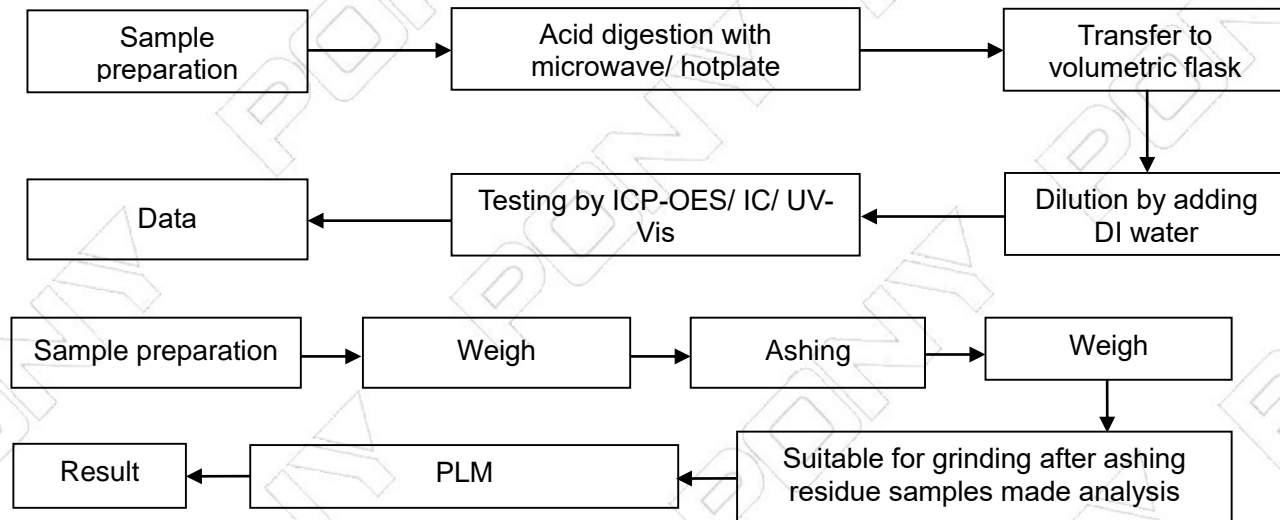 Sample
preparation
Acid digestion with
microwave/ hotplate
Transfer to
volumetric flask
Dilution by adding
DI water
Testing by ICP-OES/ IC/ UV-
Vis
Data
Sample preparation
Weigh
Ashing
Weigh
Suitable for grinding after ashing
residue samples made analysis
PLM
Result
PONY